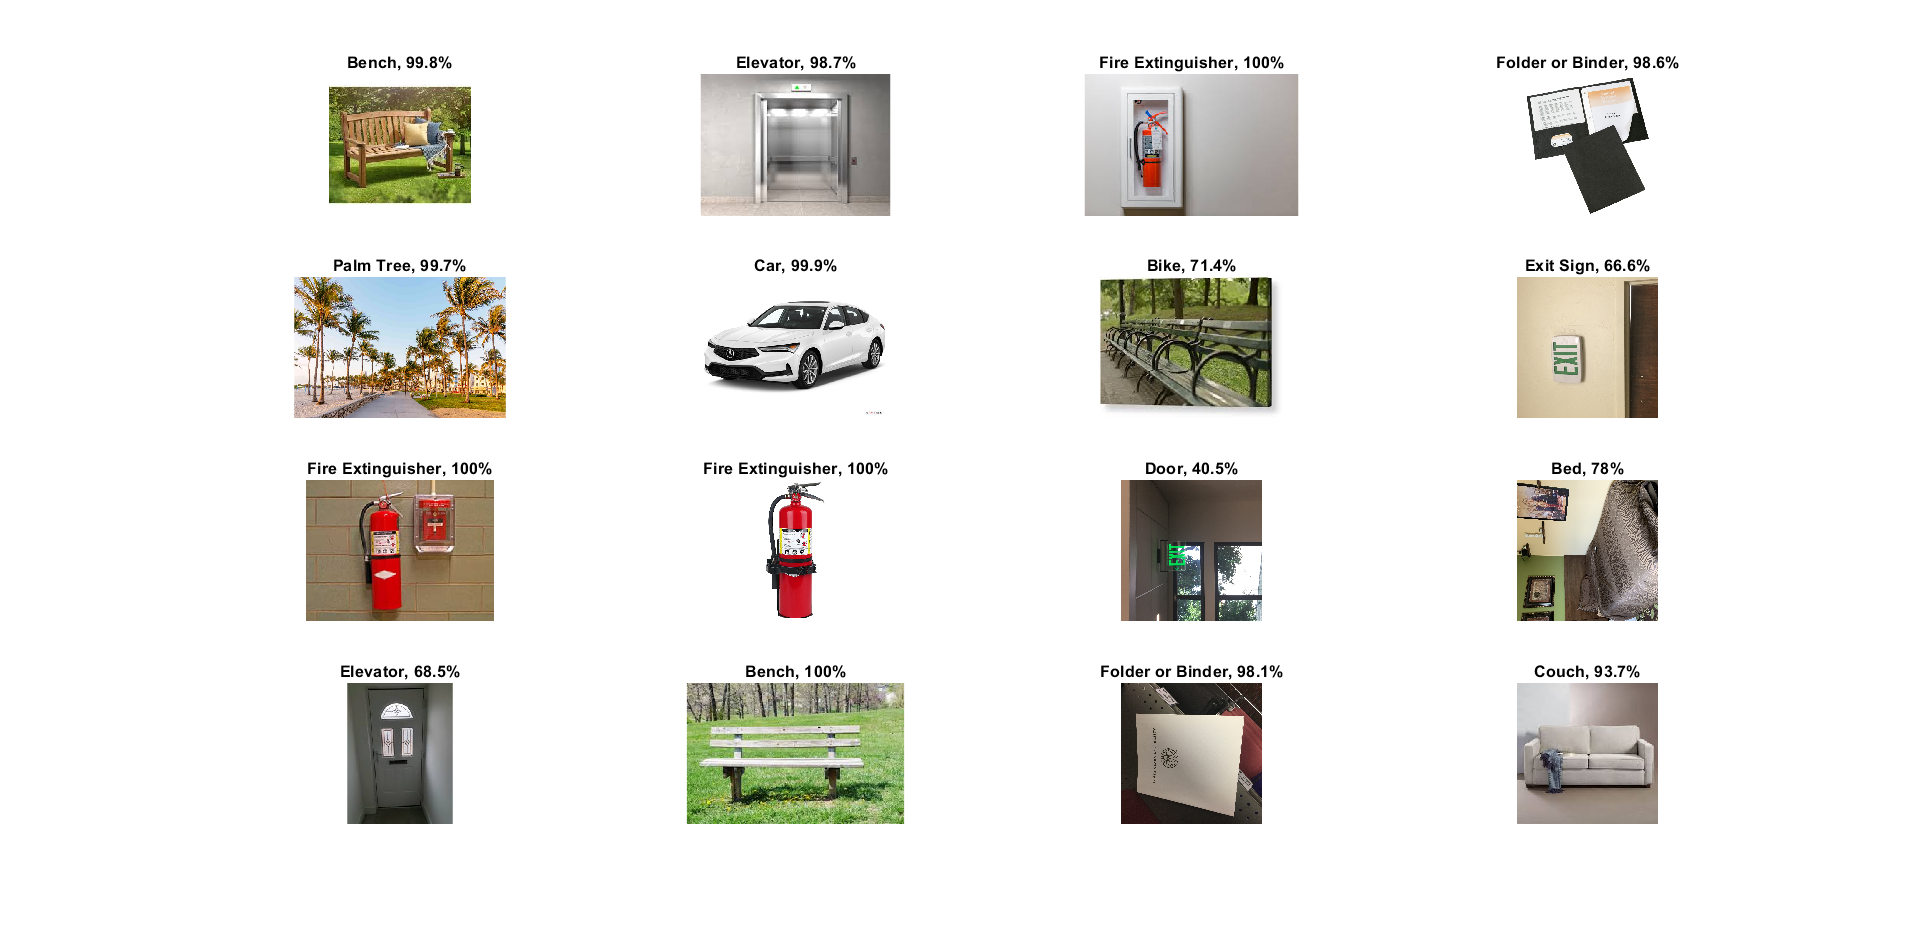 Bench, 99.8%
Elevator, 98.7%
Fire Extinguisher, 100%
Folder or Binder, 98.6%
Palm Tree, 99.7%
Car, 99.9%
Bike, 71.4%
Exit Sign, 66.6%
EXIT
Fire Extinguisher, 100%
Fire Extinguisher, 100%
Door, 40.5%
Bed, 78%
EXIT
Elevator, 68.5%
Bench, 100%
Folder or Binder, 98.1%
Couch, 93.7%